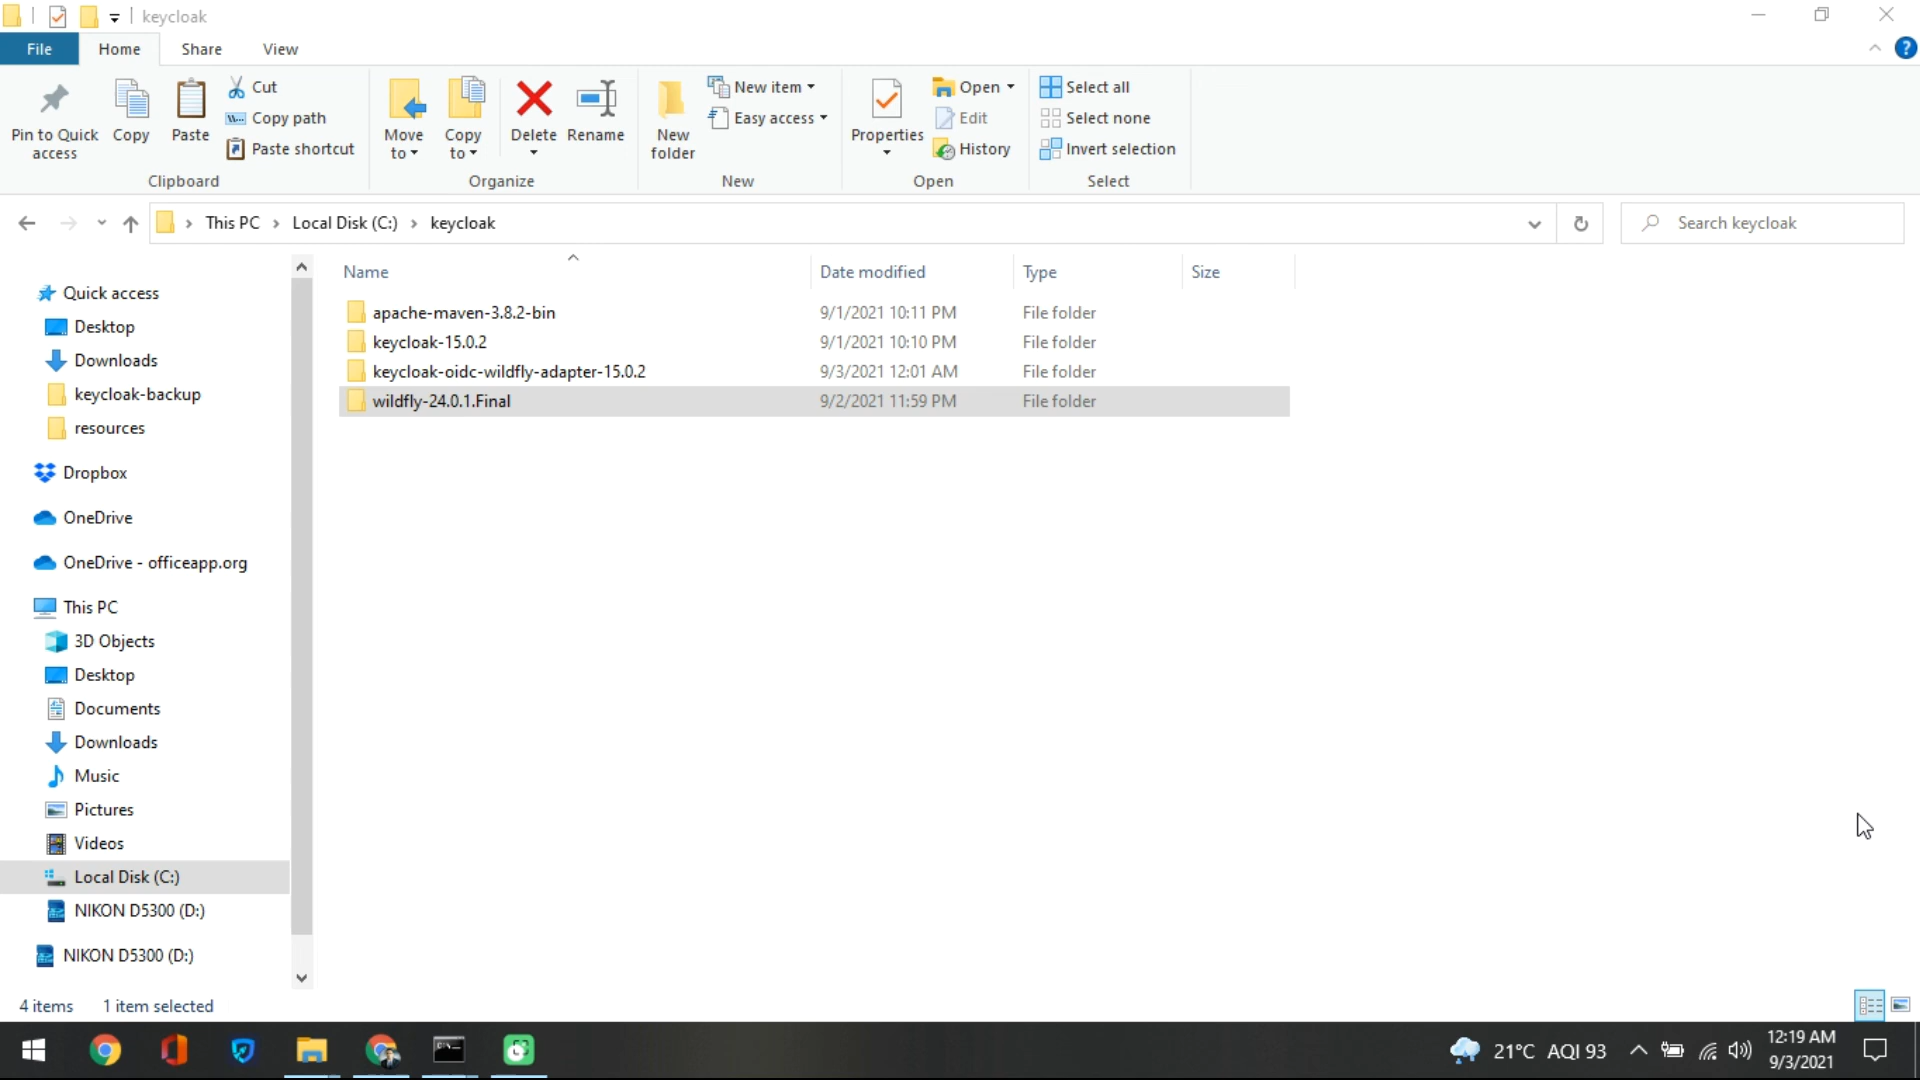 keycloak
File Home Share View
Pin to Quick access
Copy
Paste
Cut
Copy path
Paste shortcut
Clipboard
Move to
Copy to
Delete
Rename
Organize
New folder
New item
Easy access
New
Properties
Open
Edit
History
Open
Select all
Select none
Invert selection
Select
This PC › Local Disk (C:) › keycloak
Search keycloak
Name Date modified Type Size
apache-maven-3.8.2-bin 9/1/2021 10:11 PM File folder
keycloak-15.0.2 9/1/2021 10:10 PM File folder
keycloak-oidc-wildfly-adapter-15.0.2 9/3/2021 12:01 AM File folder
wildfly-24.0.1.Final 9/2/2021 11:59 PM File folder
Quick access
Desktop
Downloads
keycloak-backup
resources
Dropbox
OneDrive
OneDrive - officeapp.org
This PC
3D Objects
Desktop
Documents
Downloads
Music
Pictures
Videos
Local Disk (C:)
NIKON D5300 (D:)
NIKON D5300 (D:)
4 items 1 item selected
21°C AQI 93
12:19 AM
9/3/2021